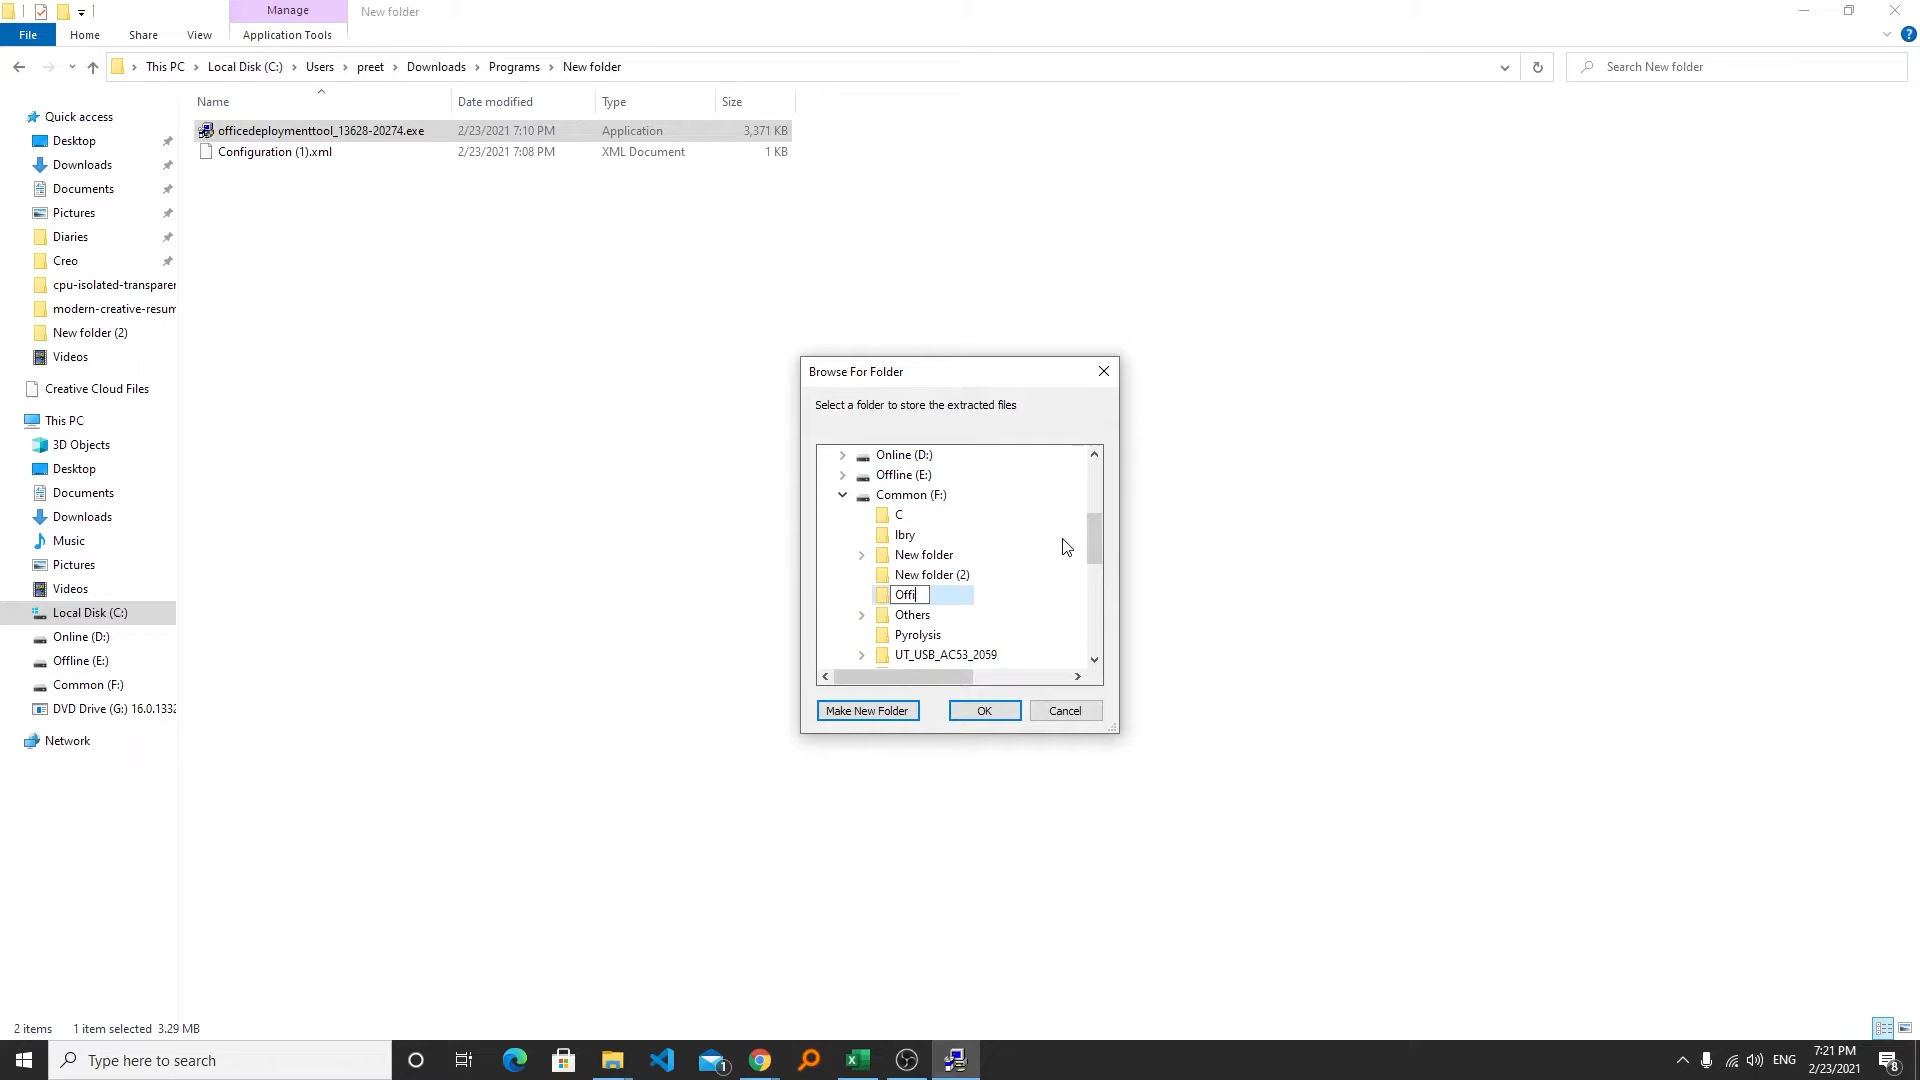 Manage
New folder
File
Home
Share
View
Application Tools
This PC
Local Disk (C:)
Users
preet
Downloads
Programs
New folder
Search New folder
Name
Date modified
Type
Size
officedeploymenttool_13628-20274.exe
2/23/2021 7:10 PM
Application
3,371 KB
Configuration (1).xml
2/23/2021 7:08 PM
XML Document
1 KB
Quick access
Desktop
Downloads
Documents
Pictures
Diaries
Creo
cpu-isolated-transparen
modern-creative-resum
New folder (2)
Videos
Creative Cloud Files
This PC
3D Objects
Desktop
Documents
Downloads
Music
Pictures
Videos
Local Disk (C:)
Online (D:)
Offline (E:)
Common (F:)
DVD Drive (G:) 16.0.1332
Network
Browse For Folder
Select a folder to store the extracted files
Online (D:)
Offline (E:)
Common (F:)
C
lbry
New folder
New folder (2)
Offi
Others
Pyrolysis
UT_USB_AC53_2059
Make New Folder
OK
Cancel
2 items
1 item selected 3.29 MB
Type here to search
1
ENG
7:21 PM
2/23/2021
8